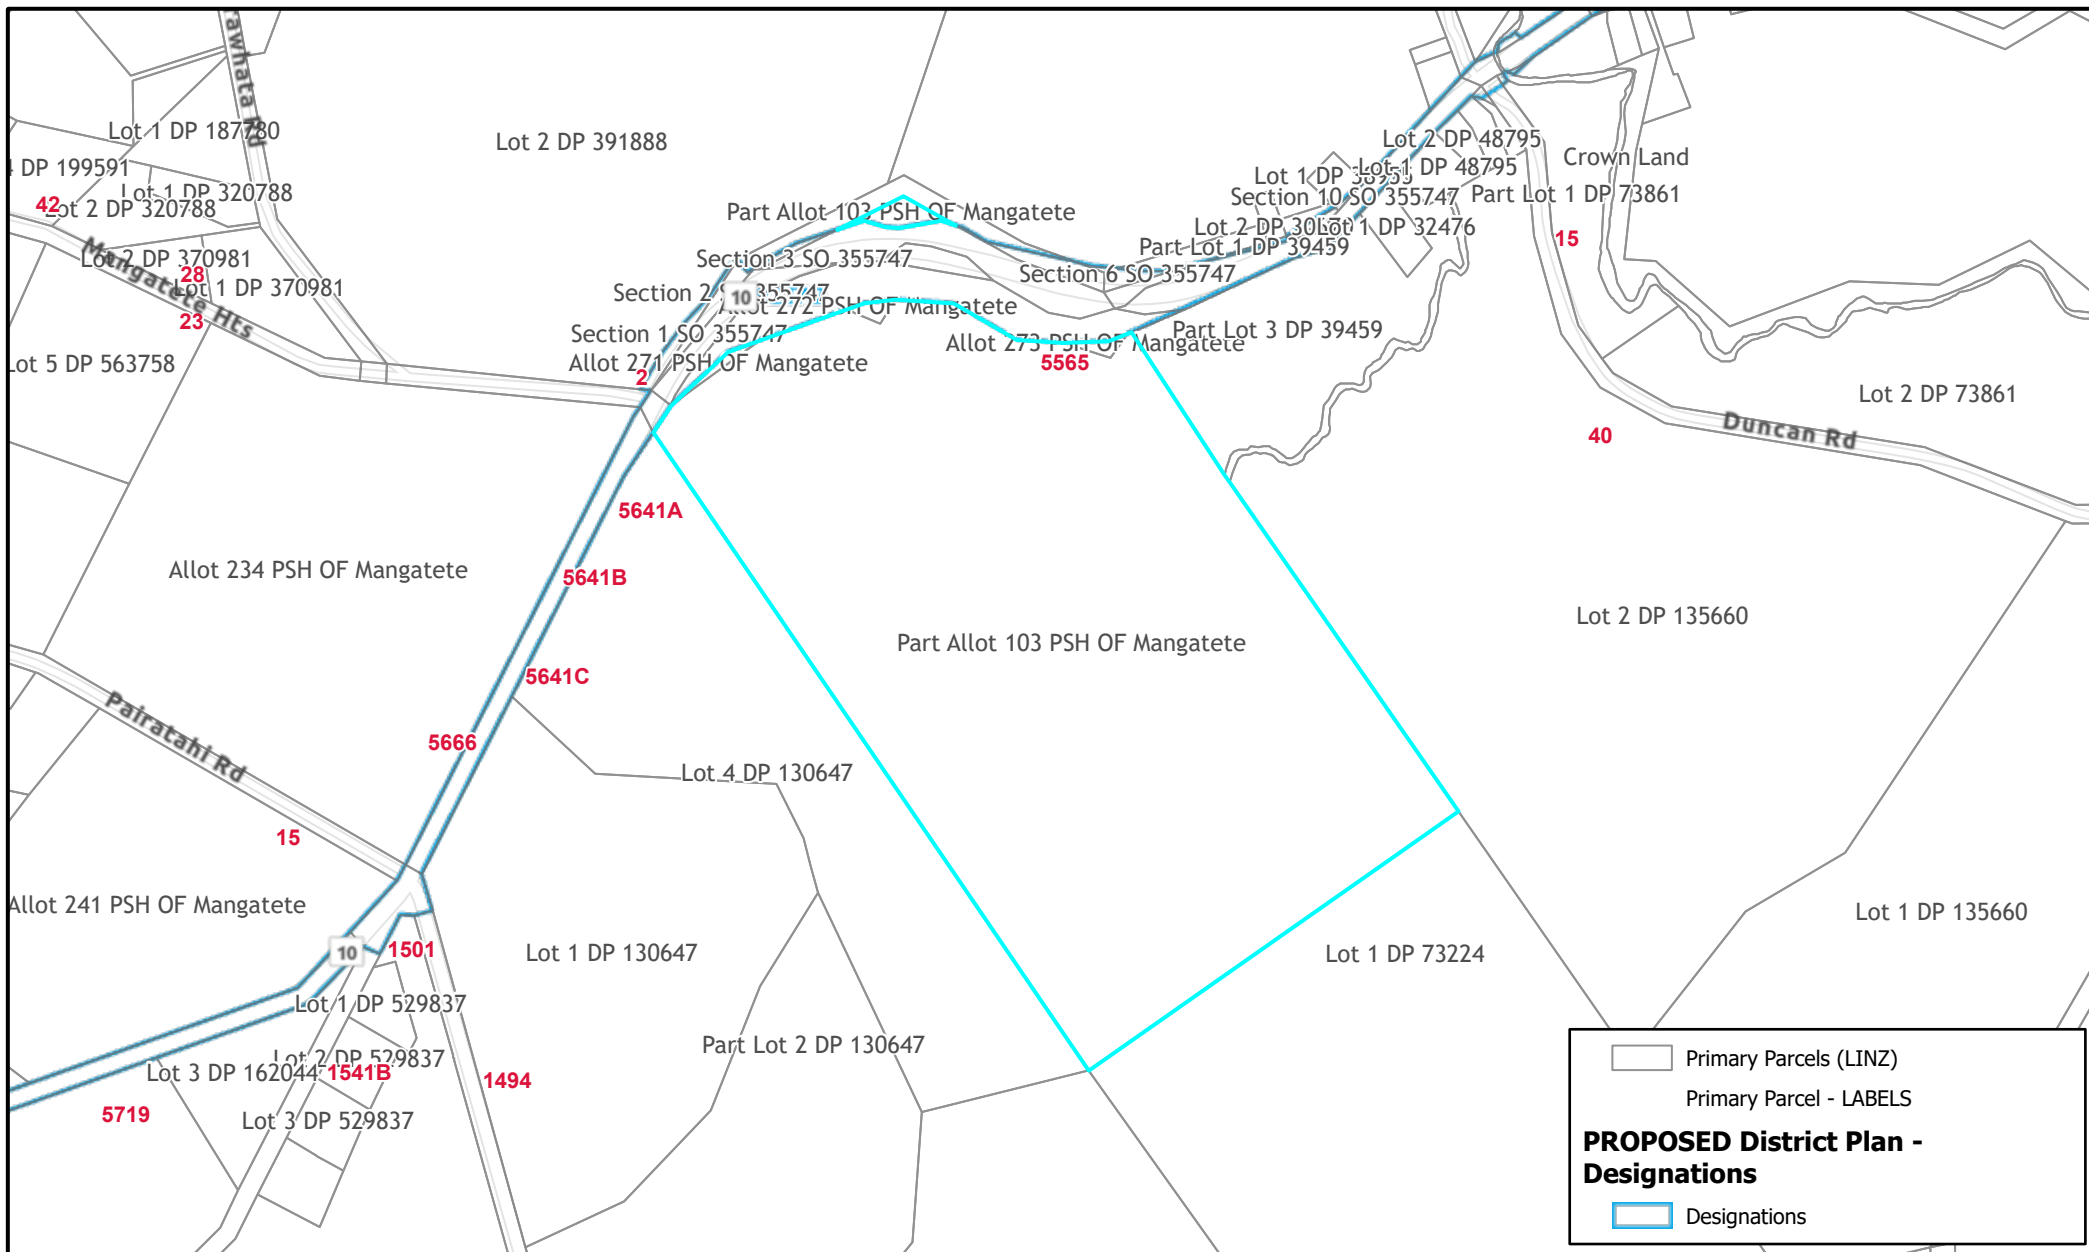 rawhata Rd
Lot 1 DP 187780
Lot 2 DP 391888
Lot 2 DP 48795
Crown Land
4 DP 199591
Lot 1 DP 48795
Lot 1 DP 320788
Section 10 SO 355747
Part Lot 1 DP 73861
42
Lot 2 DP 320788
Part Allot 103 PSH OF Mangatete
Lot 1 DP 32476
15
Mangatete Hts
Part Lot 1 DP 39459
Lot 2 DP 370981
Section 3 SO 355747
28
Section 6 SO 355747
Lot 1 DP 370981
Section 2 SO 355747
10
Allot 272 PSH OF Mangatete
23
Section 1 SO 355747
Part Lot 3 DP 39459
Allot 273 PSH OF Mangatete
Lot 5 DP 563758
Allot 271 PSH OF Mangatete
5565
2
Lot 2 DP 73861
40
Duncan Rd
5641A
Allot 234 PSH OF Mangatete
5641B
Lot 2 DP 135660
Part Allot 103 PSH OF Mangatete
5641C
Pairatahi Rd
5666
Lot 4 DP 130647
15
Allot 241 PSH OF Mangatete
Lot 1 DP 135660
1501
10
Lot 1 DP 130647
Lot 1 DP 73224
Lot 1 DP 529837
Part Lot 2 DP 130647
Lot 2 DP 529837
Lot 3 DP 162044
1541B
1494
5719
Lot 3 DP 529837
Primary Parcels (LINZ)
Primary Parcel - LABELS
PROPOSED District Plan -
Designations
Designations